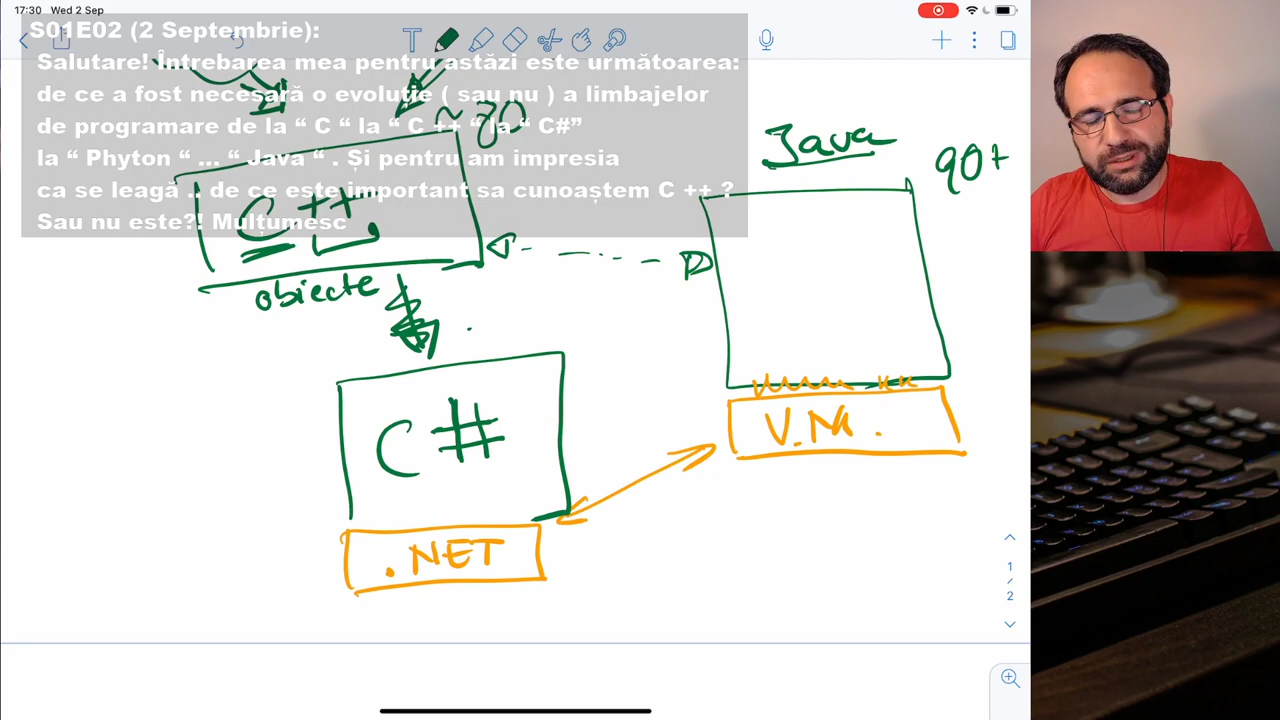 17:30 Wed 2 Sep
S01E02 (2 Septembrie):
Salutare! Întrebarea mea pentru astăzi este următoarea:
de ce a fost necesară o evoluție ( sau nu ) a limbajelor
de programare de la “ C “ la “ C ++ “ la “ C#”
la “ Phyton “ ... “ Java “ . Și pentru am impresia
ca se leagă .. de ce este important sa cunoaștem C ++ ?
Sau nu este?! Mulțumesc
~80
Java
90+
C++
obiecte
C#
V.M.
.NET
1
/
2